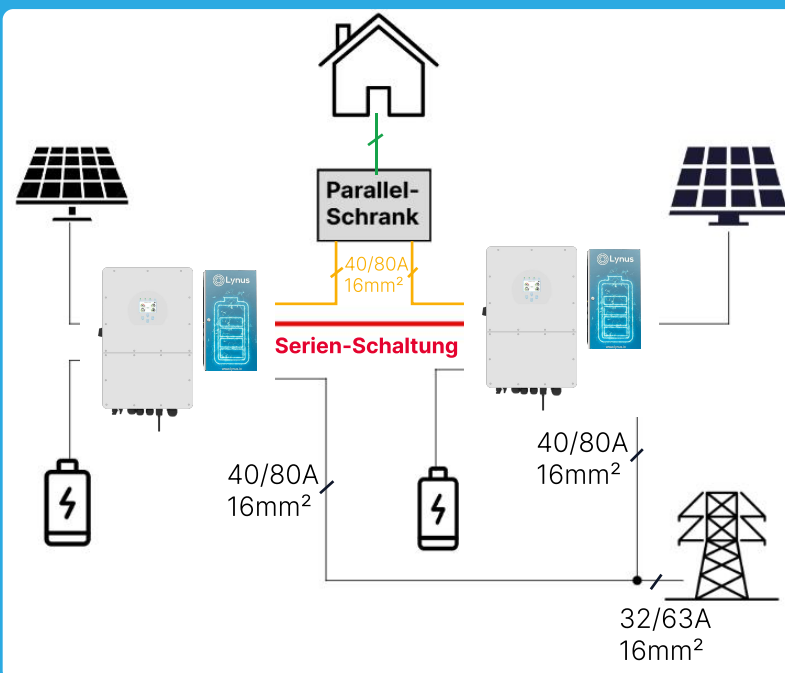 Parallel-
Schrank
40/80A
16mm²
Lynus
Lynus
Serien-Schaltung
40/80A
16mm²
40/80A
16mm²
32/63A
16mm²